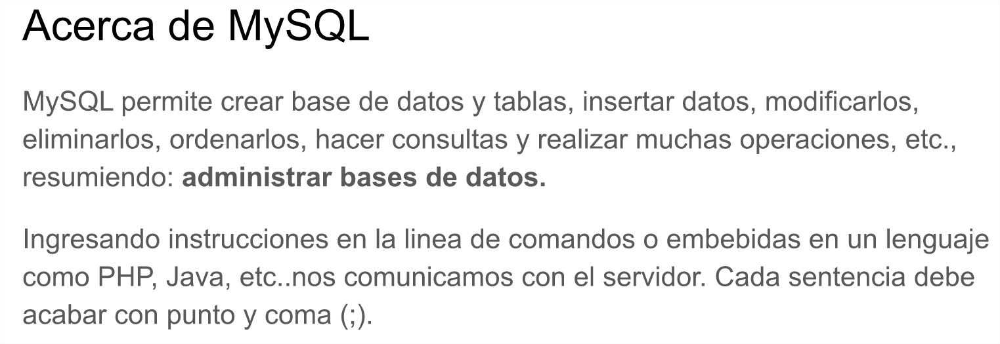 Acerca de MySQL
MySQL permite crear base de datos y tablas, insertar datos, modificarlos,
eliminarlos, ordenarlos, hacer consultas y realizar muchas operaciones, etc.,
resumiendo: administrar bases de datos.
Ingresando instrucciones en la linea de comandos o embebidas en un lenguaje
como PHP, Java, etc..nos comunicamos con el servidor. Cada sentencia debe
acabar con punto y coma (;).